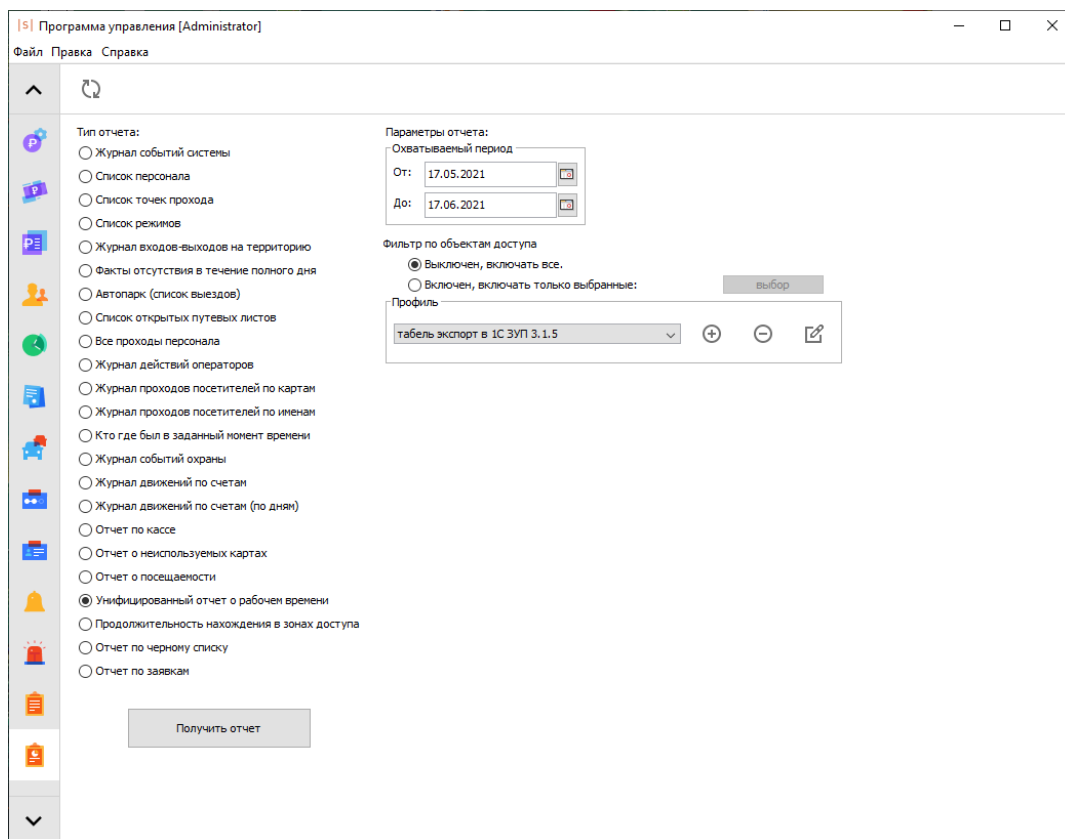 |S| Программа управления [Administrator]
Файл Правка Справка
Тип отчета:
Журнал событий системы
Список персонала
Список точек прохода
Список режимов
Журнал входов-выходов на территорию
Факты отсутствия в течение полного дня
Автопарк (список выездов)
Список открытых путевых листов
Все проходы персонала
Журнал действий операторов
Журнал проходов посетителей по картам
Журнал проходов посетителей по именам
Кто где был в заданный момент времени
Журнал событий охраны
Журнал движений по счетам
Журнал движений по счетам (по дням)
Отчет по кассе
Отчет о неиспользуемых картах
Отчет о посещаемости
Унифицированный отчет о рабочем времени
Продолжительность нахождения в зонах доступа
Отчет по черному списку
Отчет по заявкам
Получить отчет
Параметры отчета:
Охватываемый период
От: 17.05.2021
До: 17.06.2021
Фильтр по объектам доступа
Выключен, включать все.
Включен, включать только выбранные: выбор
Профиль
табель экспорт в 1С ЗУП 3.1.5